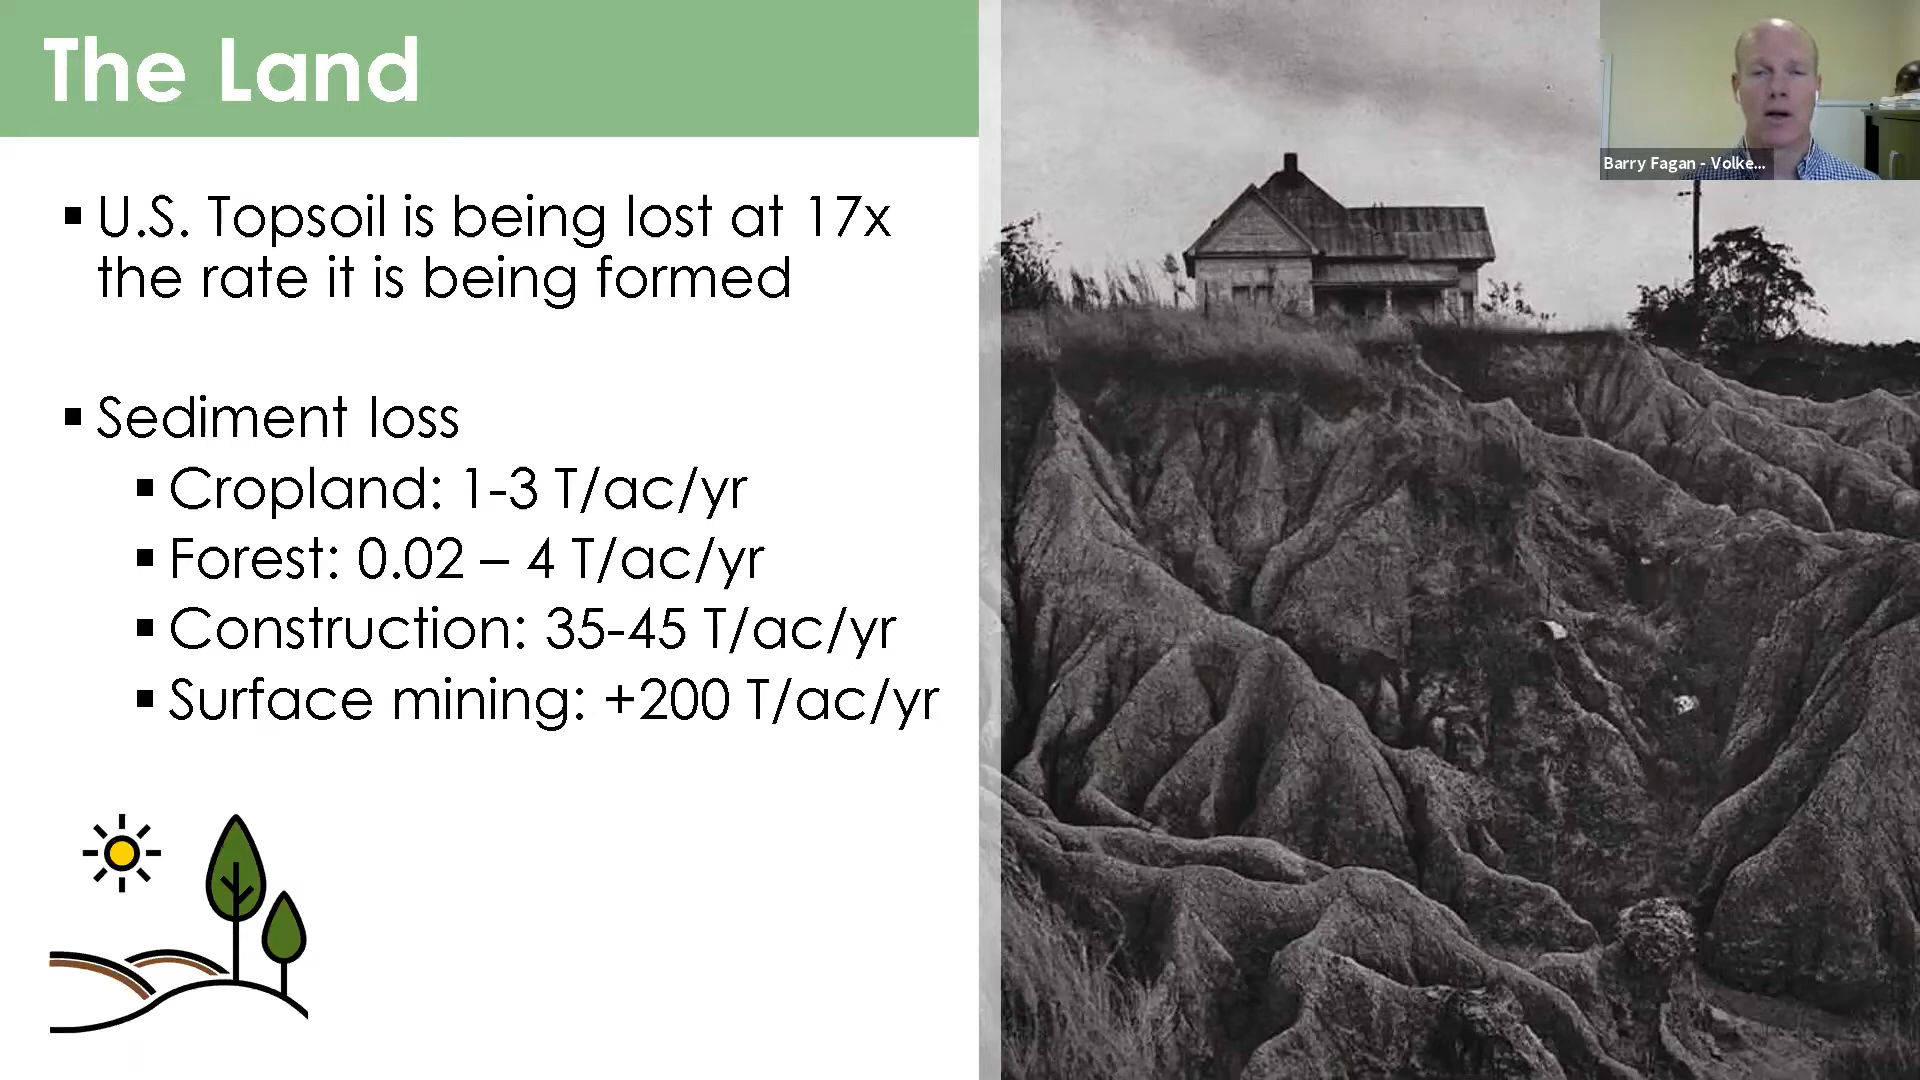 The Land
▪ U.S. Topsoil is being lost at 17x
the rate it is being formed
▪ Sediment loss
▪ Cropland: 1-3 T/ac/yr
▪ Forest: 0.02 – 4 T/ac/yr
▪ Construction: 35-45 T/ac/yr
▪ Surface mining: +200 T/ac/yr
Barry Fagan - Volke...